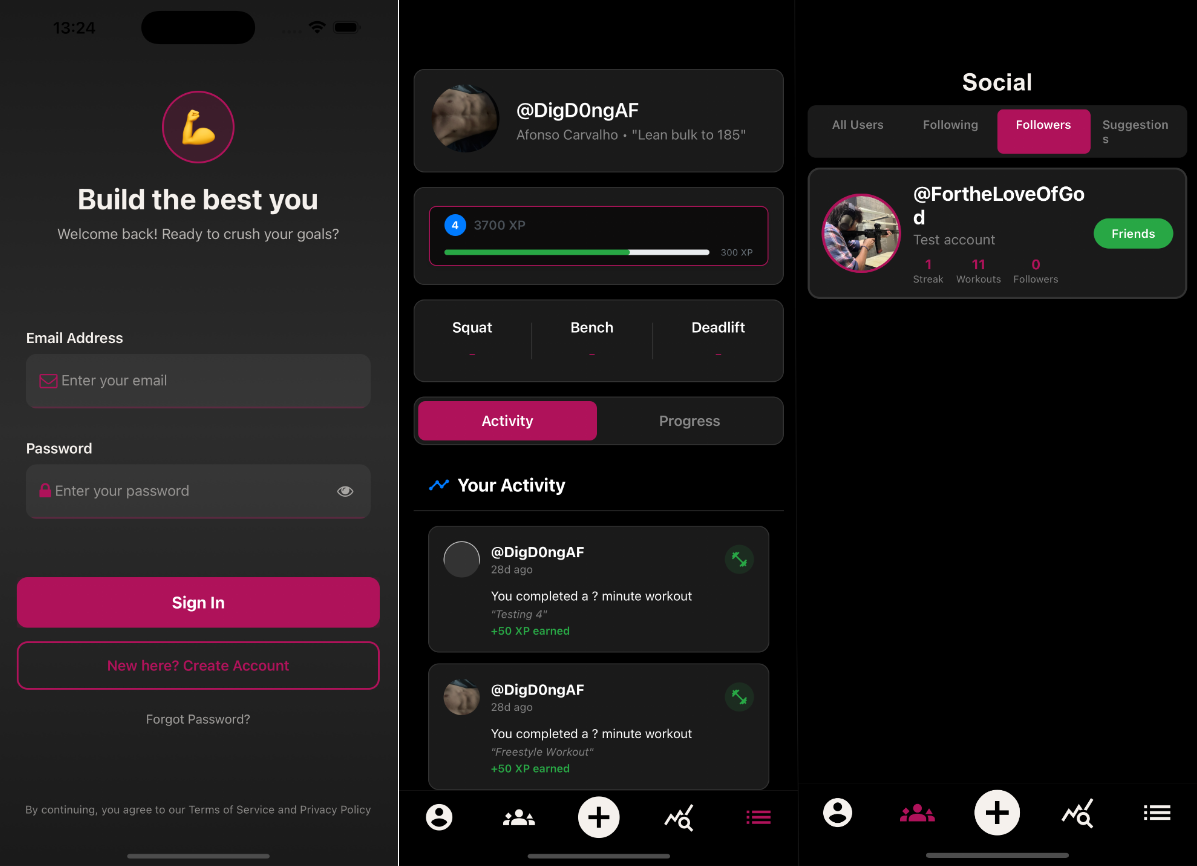 13:24
Build the best you
Welcome back! Ready to crush your goals?
Email Address
Enter your email
Password
Enter your password
Sign In
New here? Create Account
Forgot Password?
By continuing, you agree to our Terms of Service and Privacy Policy
@DigD0ngAF
Afonso Carvalho • "Lean bulk to 185"
4 3700 XP
300 XP
Squat Bench Deadlift
- - -
Activity Progress
Your Activity
@DigD0ngAF
28d ago
You completed a ? minute workout
"Testing 4"
+50 XP earned
@DigD0ngAF
28d ago
You completed a ? minute workout
"Freestyle Workout"
+50 XP earned
Social
All Users Following Followers Suggestion
s
@FortheLoveOfGo
d
Test account
Friends
1 11 0
Streak Workouts Followers